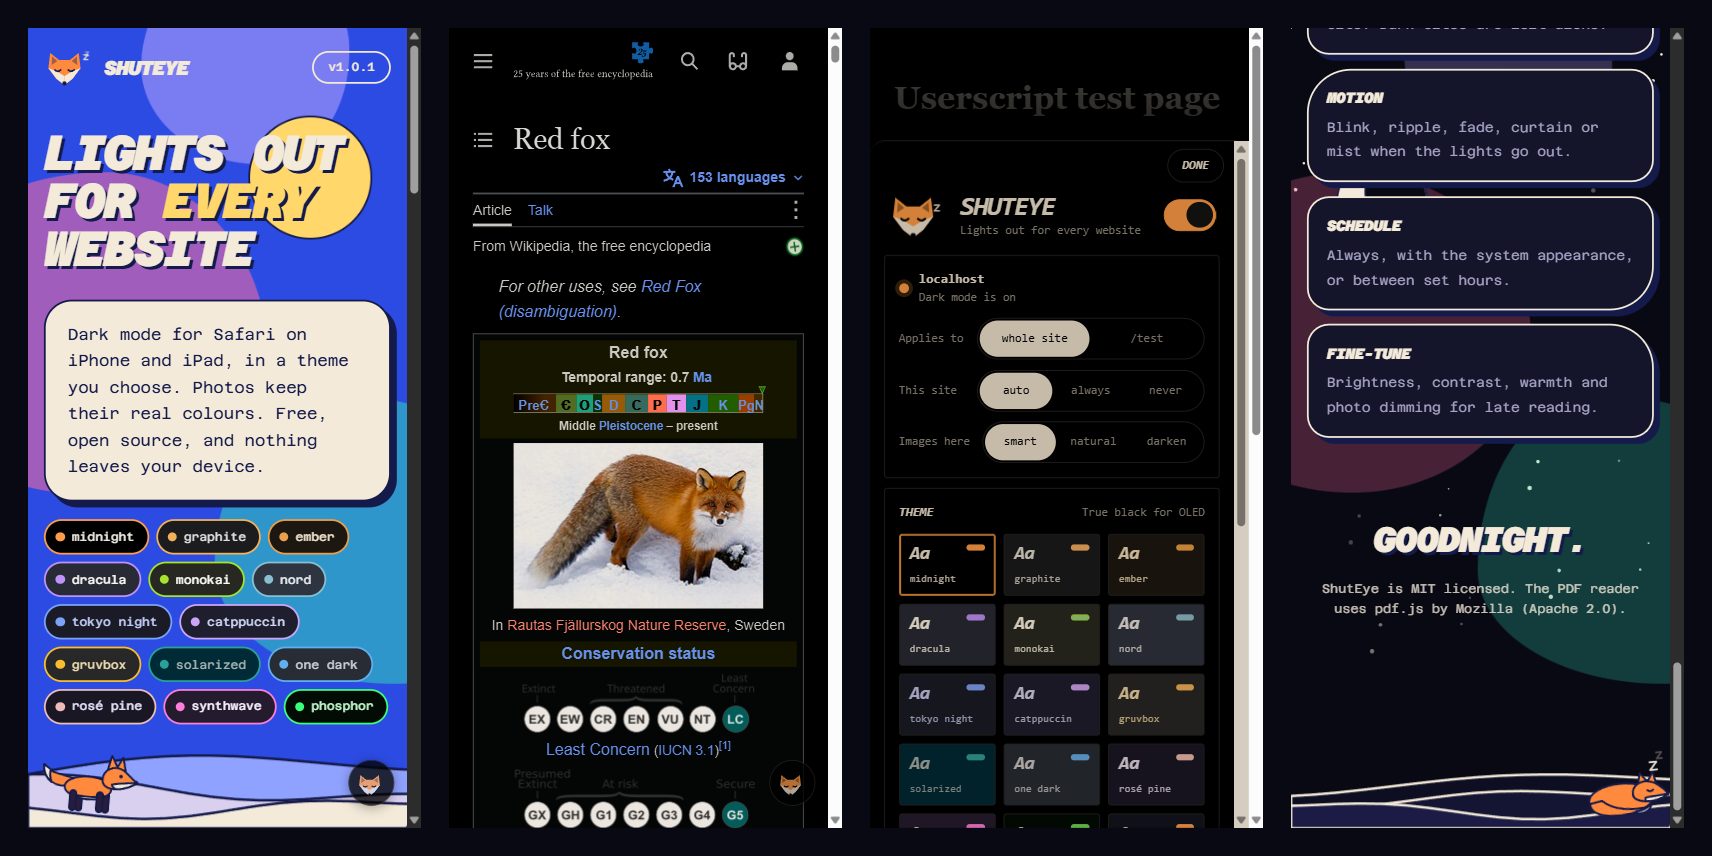 z
SHUTEYE
v1.0.1
LIGHTS OUT
FOR EVERY
WEBSITE
Dark mode for Safari on
iPhone and iPad, in a theme
you choose. Photos keep
their real colours. Free,
open source, and nothing
leaves your device.
midnight
graphite
ember
dracula
monokai
nord
tokyo night
catppuccin
gruvbox
solarized
one dark
rosé pine
synthwave
phosphor
25 years of the free encyclopedia
Red fox
153 languages
Article
Talk
From Wikipedia, the free encyclopedia
For other uses, see Red Fox
(disambiguation).
Red fox
Temporal range: 0.7 Ma
PreꞒ Ꞓ O S D C P T J K PgN
Middle Pleistocene – present
In Rautas Fjällurskog Nature Reserve, Sweden
Conservation status
Extinct
Threatened
Least
Concern
EX EW CR EN VU NT LC
Least Concern (IUCN 3.1)[1]
Presumed
Extinct
At risk
Secure
GX GH G1 G2 G3 G4 G5
Userscript test page
DONE
z
SHUTEYE
Lights out for every website
localhost
Dark mode is on
Applies to whole site /test
This site auto always never
Images here smart natural darken
THEME
True black for OLED
Aa
midnight
Aa
graphite
Aa
ember
Aa
dracula
Aa
monokai
Aa
nord
Aa
tokyo night
Aa
catppuccin
Aa
gruvbox
Aa
solarized
Aa
one dark
Aa
rosé pine
MOTION
Blink, ripple, fade, curtain or
mist when the lights go out.
SCHEDULE
Always, with the system appearance,
or between set hours.
FINE-TUNE
Brightness, contrast, warmth and
photo dimming for late reading.
GOODNIGHT.
ShutEye is MIT licensed. The PDF reader
uses pdf.js by Mozilla (Apache 2.0).
z
z